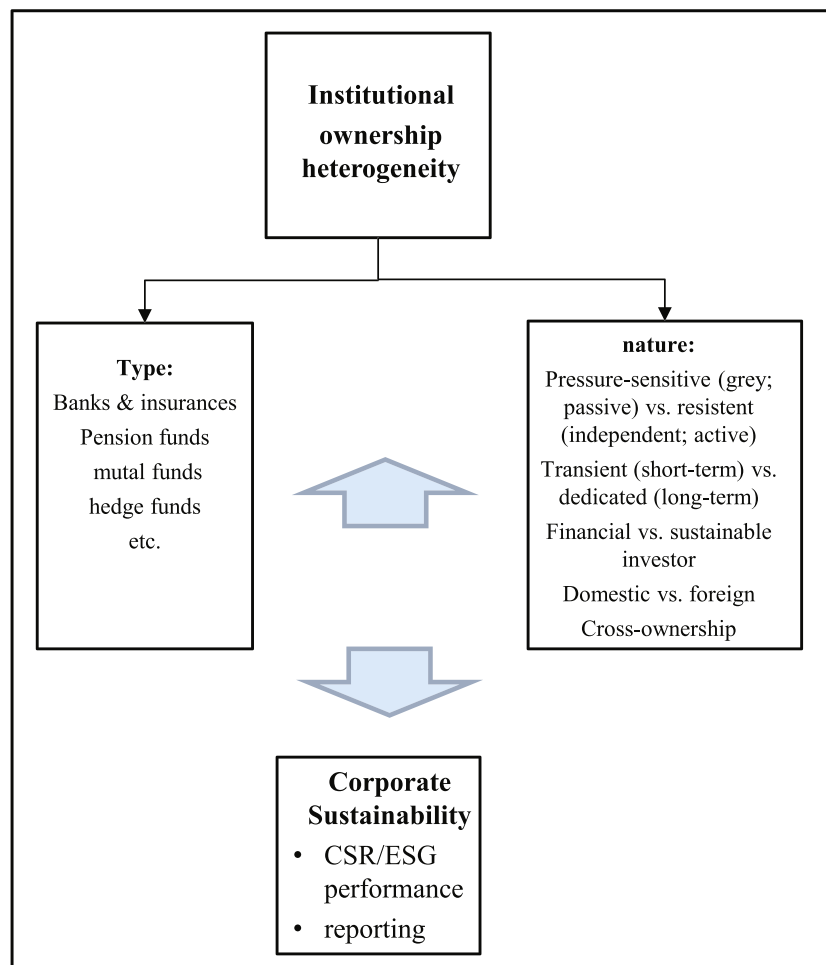 Institutional
ownership
heterogeneity
Type:
Banks & insurances
Pension funds
mutal funds
hedge funds
etc.
nature:
Pressure-sensitive (grey;
passive) vs. resistent
(independent; active)
Transient (short-term) vs.
dedicated (long-term)
Financial vs. sustainable
investor
Domestic vs. foreign
Cross-ownership
Corporate
Sustainability
• CSR/ESG
performance
• reporting